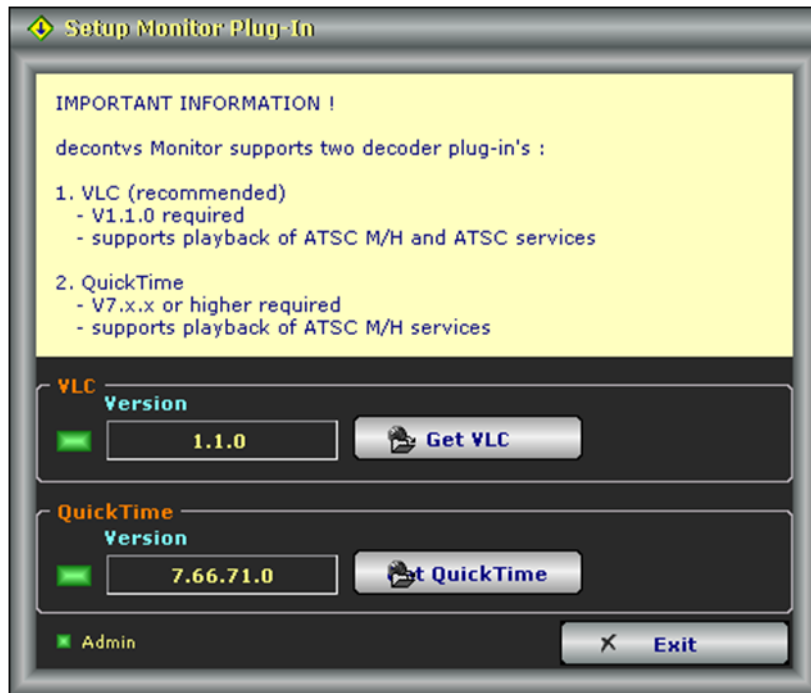 Setup Monitor Plug-In
IMPORTANT INFORMATION !
decontvs Monitor supports two decoder plug-in's :
1. VLC (recommended)
- V1.1.0 required
- supports playback of ATSC M/H and ATSC services
2. QuickTime
- V7.x.x or higher required
- supports playback of ATSC M/H services
VLC
Version
1.1.0
Get VLC
QuickTime
Version
7.66.71.0
QuickTime
Admin
Exit